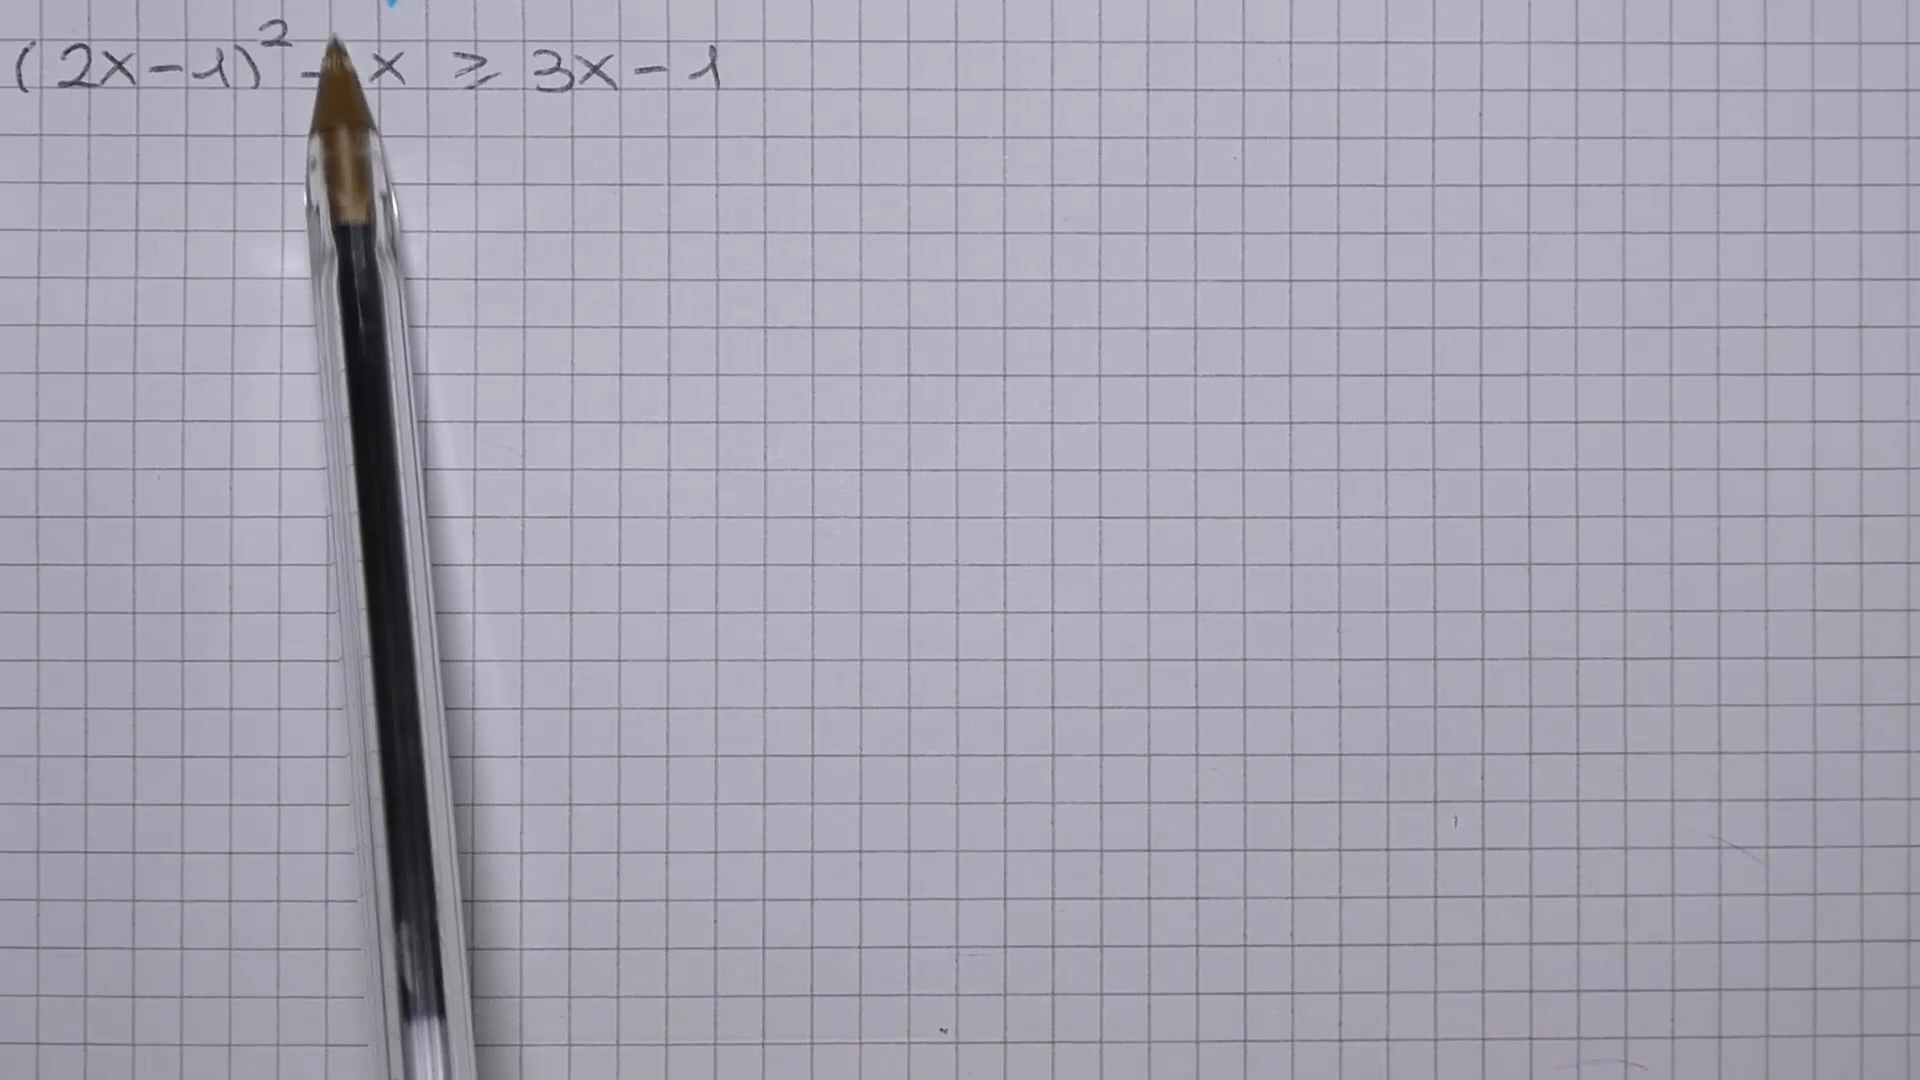 (2x-1)² - x ≥ 3x - 1